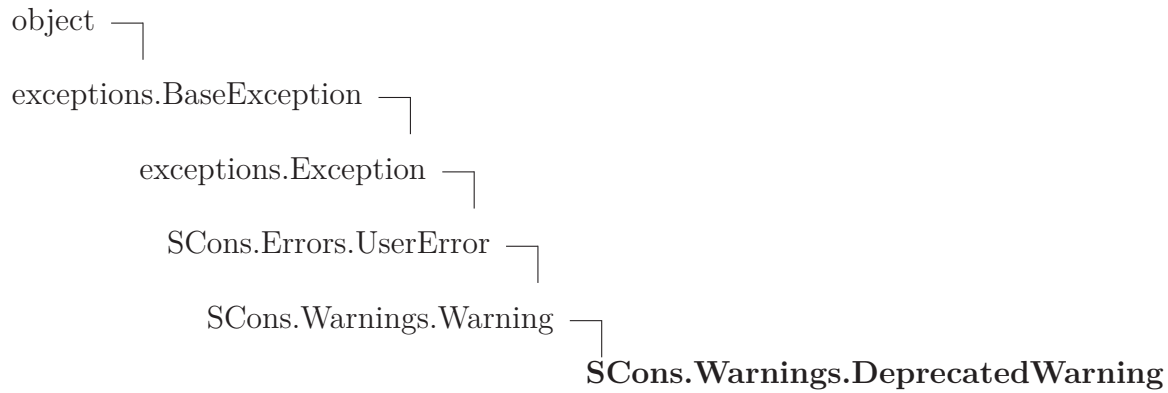 object
exceptions.BaseException
exceptions.Exception
SCons.Errors.UserError
SCons.Warnings.Warning
SCons.Warnings.DeprecatedWarning